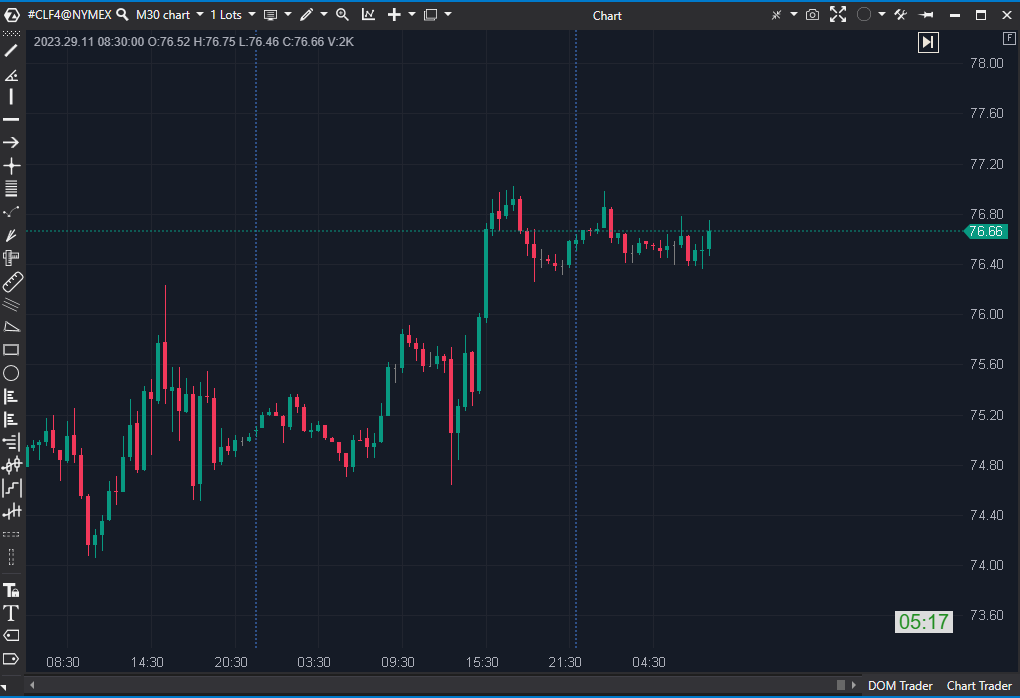 #CLF4@NYMEX M30 chart 1 Lots Chart
2023.29.11 08:30:00 O:76.52 H:76.75 L:76.46 C:76.66 V:2K
F
78.00
77.60
77.20
76.80
76.66
76.40
76.00
75.60
75.20
74.80
74.40
74.00
73.60
05:17
08:30 14:30 20:30 03:30 09:30 15:30 21:30 04:30
DOM Trader Chart Trader